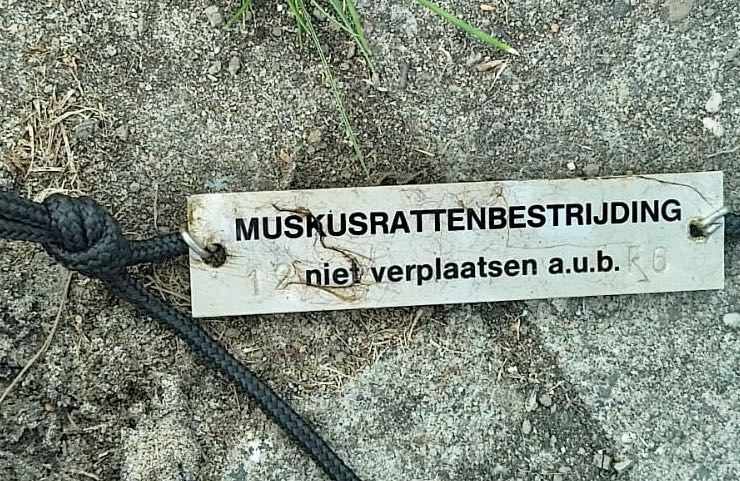 MUSKUSRATTENBESTRIJDING
niet verplaatsen a.u.b.